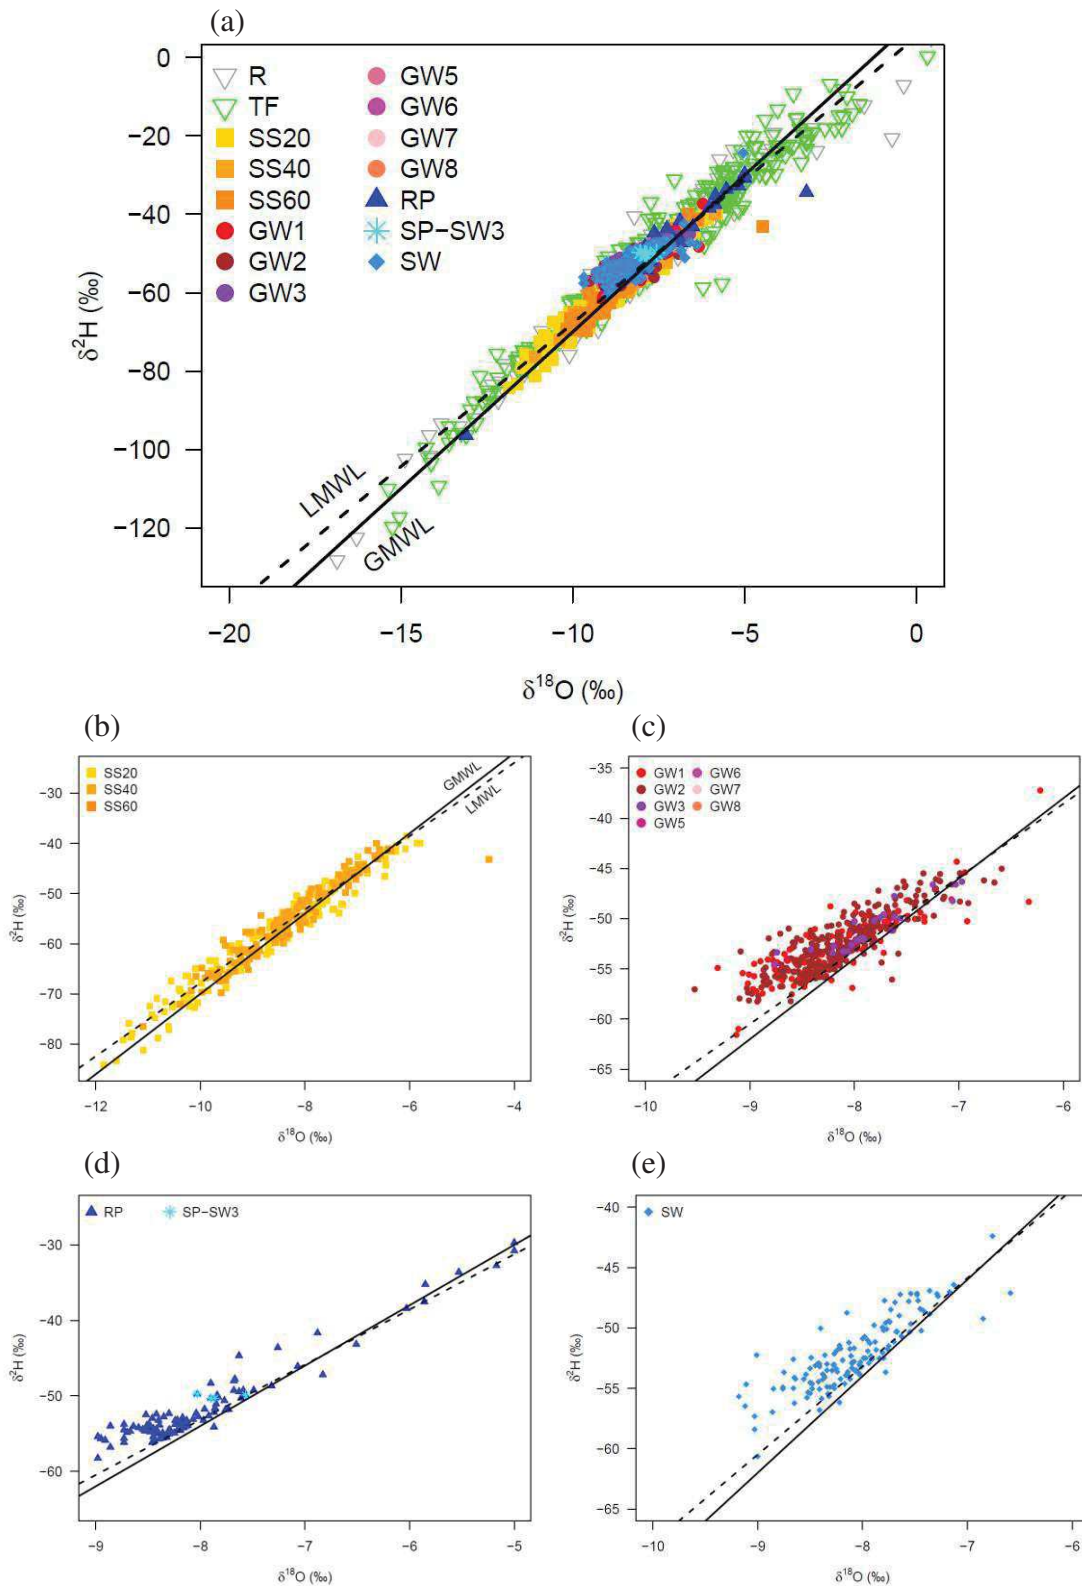 (a)
0
−20
−40
−60
−80
−100
−120
δ²H (‰)
R
TF
SS20
SS40
SS60
GW1
GW2
GW3
GW5
GW6
GW7
GW8
RP
SP−SW3
SW
LMWL
GMWL
−20 −15 −10 −5 0
δ¹⁸O (‰)
(b)
SS20
SS40
SS60
GMWL
LMWL
−30
−40
−50
−60
−70
−80
δ²H (‰)
−12 −10 −8 −6 −4
δ¹⁸O (‰)
(c)
GW1 GW6
GW2 GW7
GW3 GW8
GW5
−35
−40
−45
−50
−55
−60
−65
δ²H (‰)
−10 −9 −8 −7 −6
δ¹⁸O (‰)
(d)
RP SP−SW3
−30
−40
−50
−60
δ²H (‰)
−9 −8 −7 −6 −5
δ¹⁸O (‰)
(e)
SW
−40
−45
−50
−55
−60
−65
δ²H (‰)
−10 −9 −8 −7 −6
δ¹⁸O (‰)